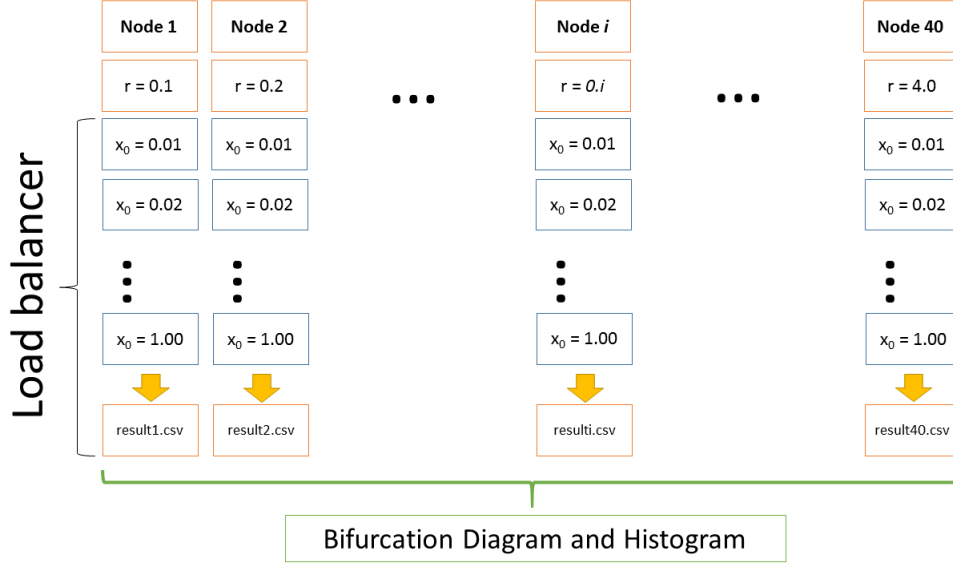 Node 1 Node 2 Node i Node 40
r = 0.1 r = 0.2 ... r = 0.i ... r = 4.0
Load balancer
x₀ = 0.01 x₀ = 0.01 x₀ = 0.01 x₀ = 0.01
x₀ = 0.02 x₀ = 0.02 x₀ = 0.02 x₀ = 0.02
x₀ = 1.00 x₀ = 1.00 x₀ = 1.00 x₀ = 1.00
result1.csv result2.csv resulti.csv result40.csv
Bifurcation Diagram and Histogram